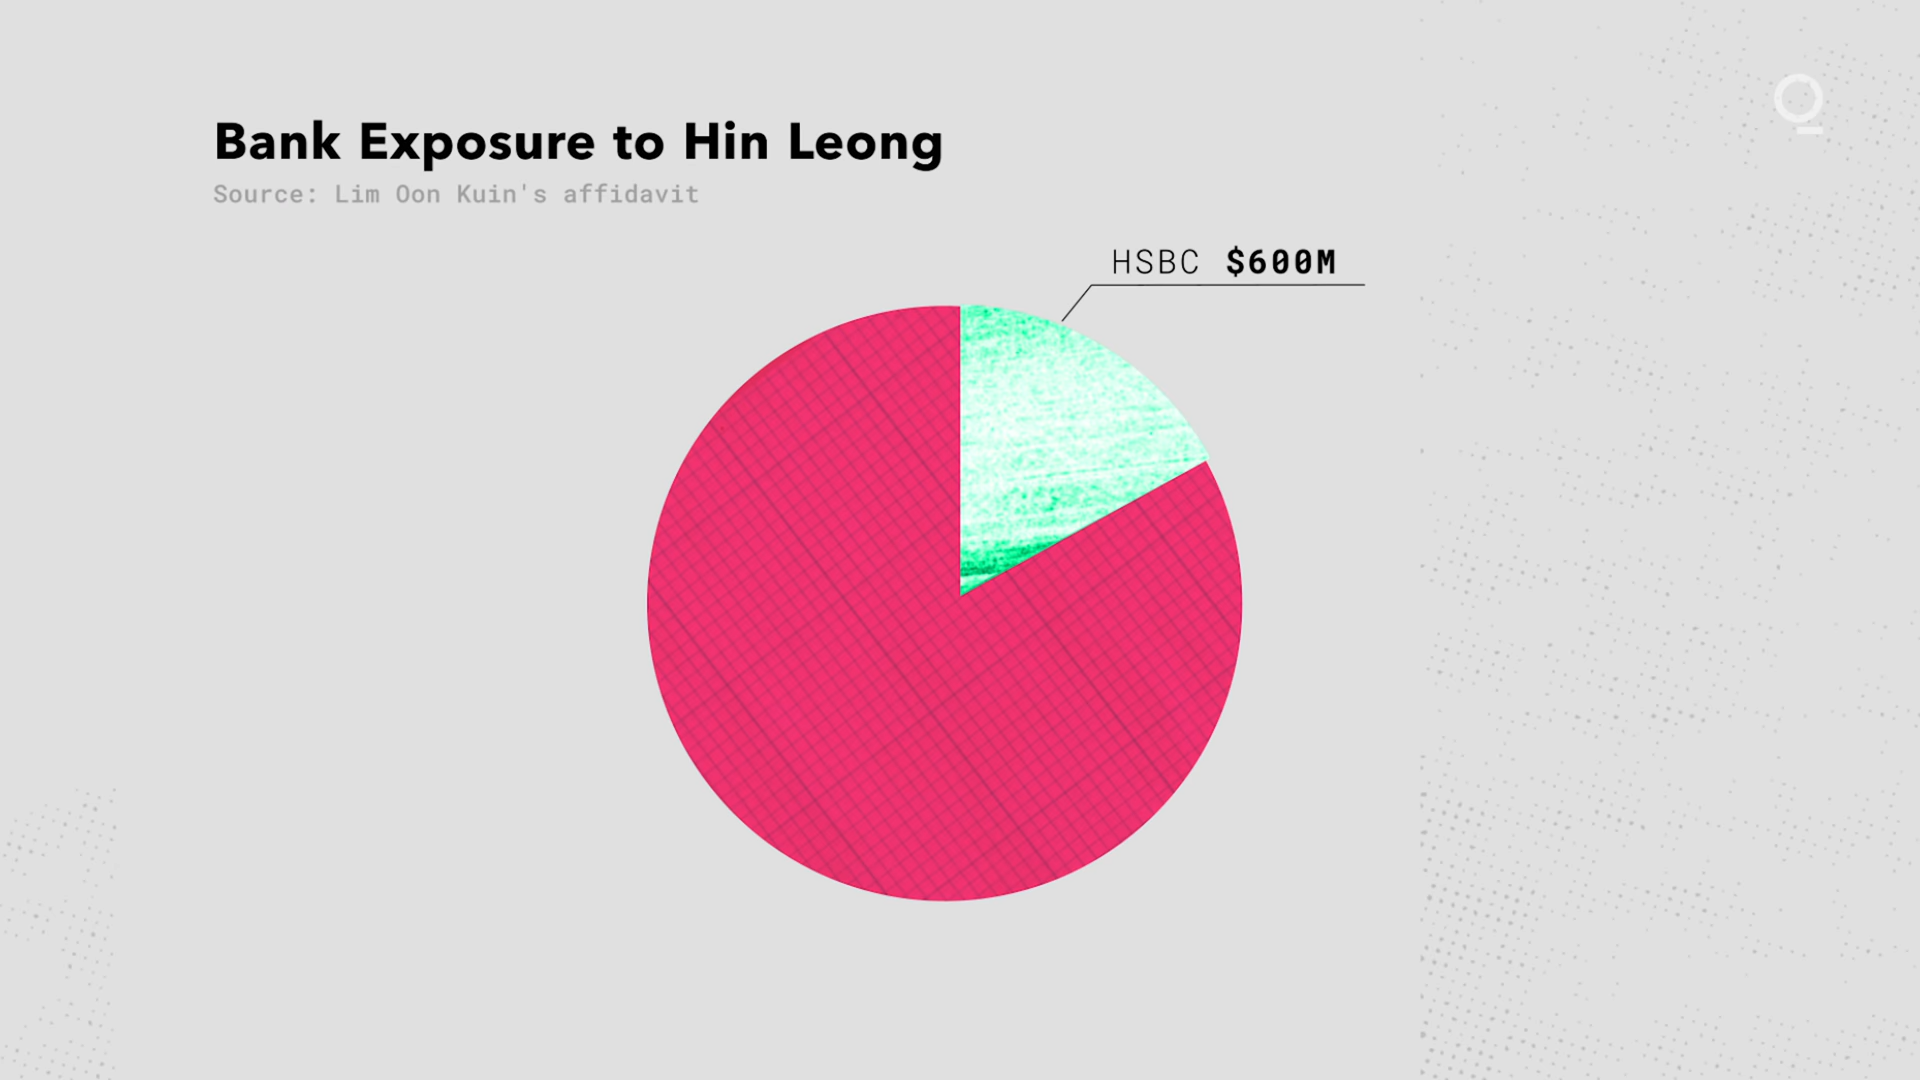 Bank Exposure to Hin Leong
Source: Lim Oon Kuin's affidavit
HSBC $600M